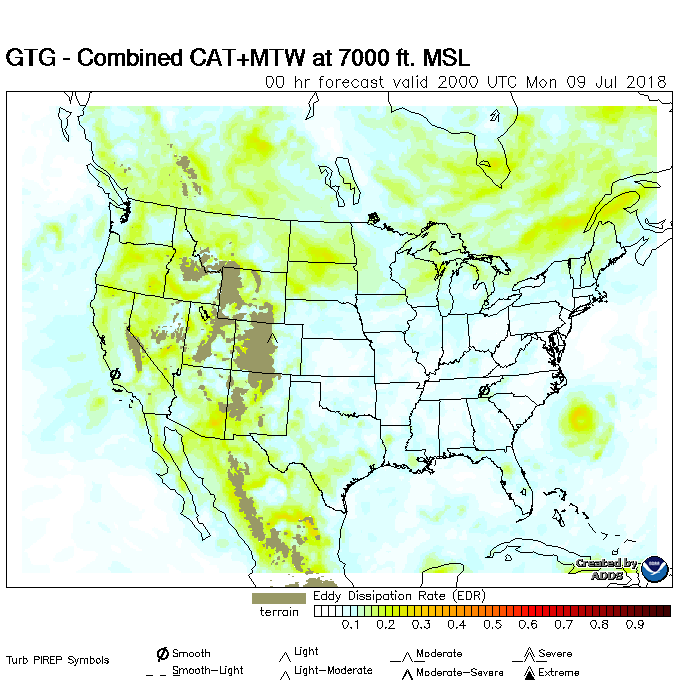 GTG - Combined CAT+MTW at 7000 ft. MSL
00 hr forecast valid 2000 UTC Mon 09 Jul 2018
Created by
ADDS
terrain
Eddy Dissipation Rate (EDR)
0.1 0.2 0.3 0.4 0.5 0.6 0.7 0.8 0.9
Turb PIREP Symbols
Smooth Light Moderate Severe
Smooth-Light Light-Moderate Moderate-Severe Extreme